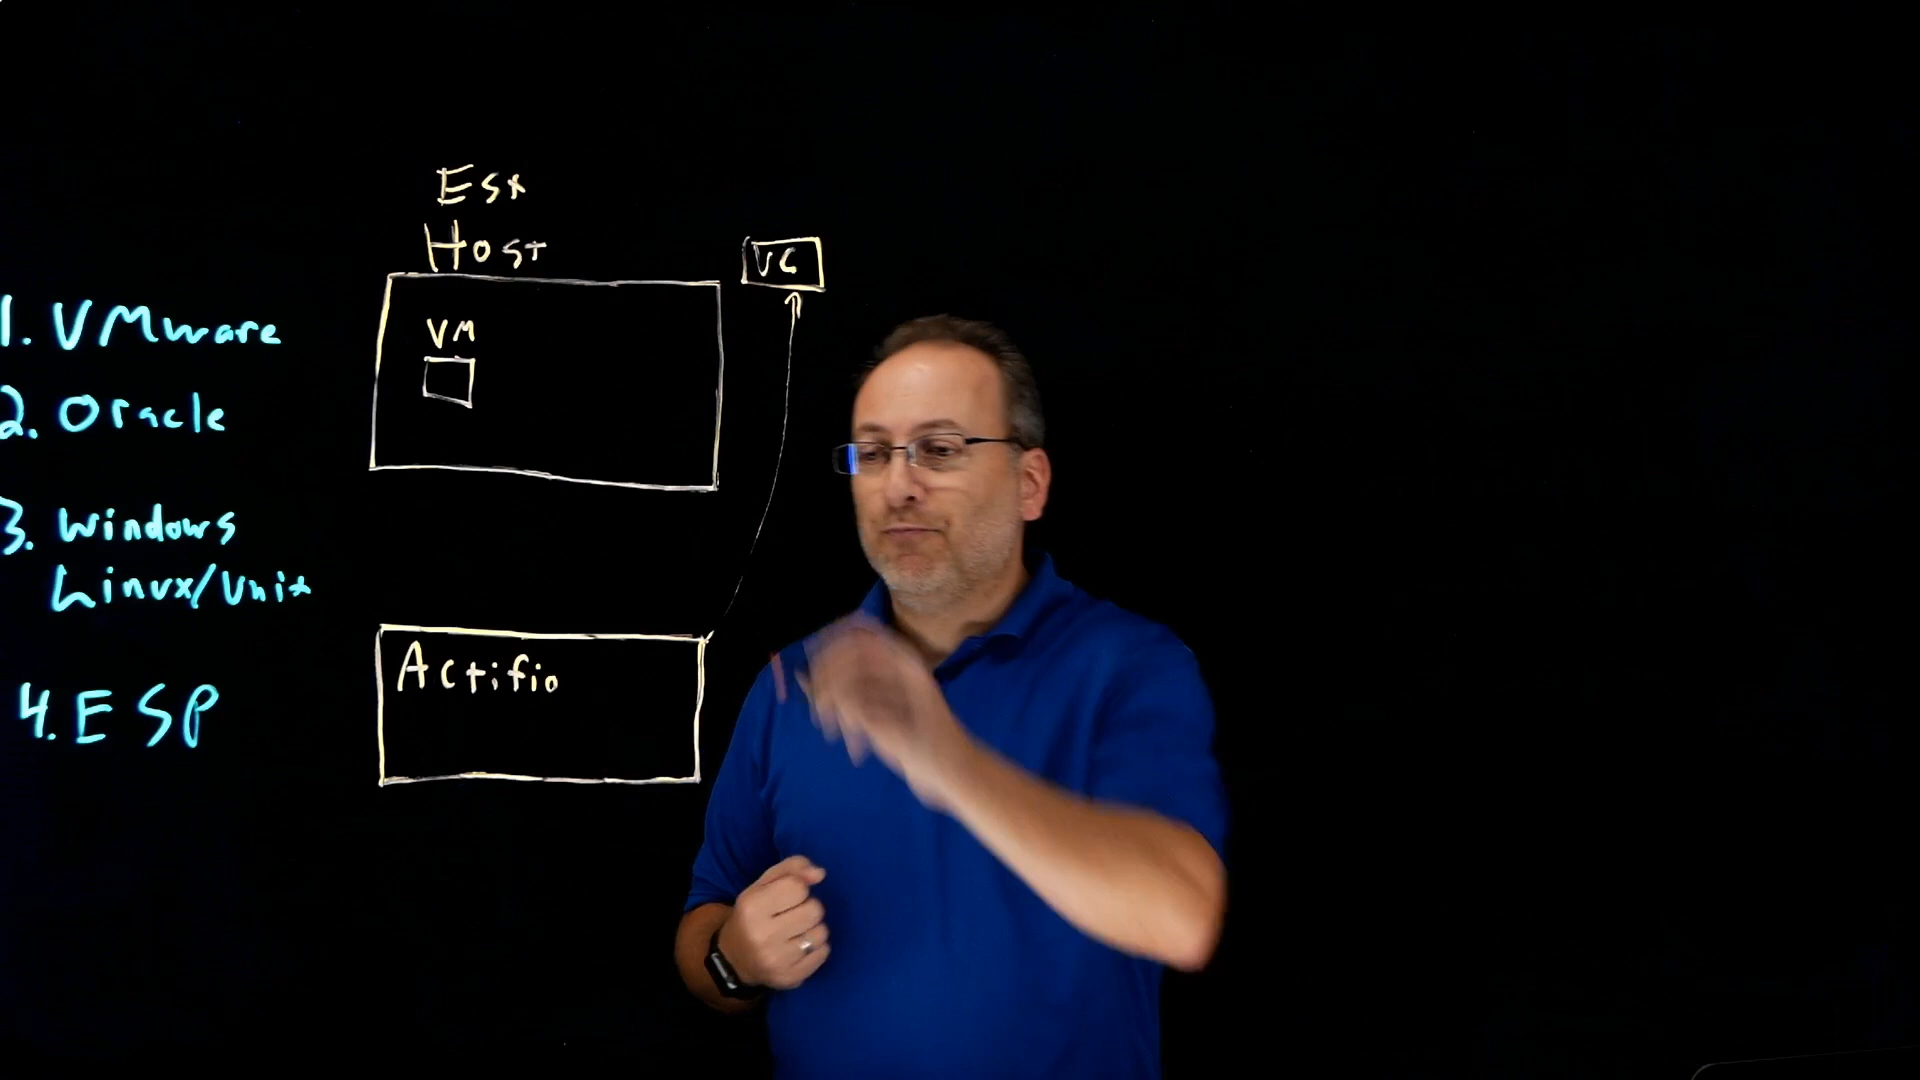 1. VMware
2. Oracle
3. Windows
Linux/Unix
4. ESP
Esx
Host
VM
VC
Actifio